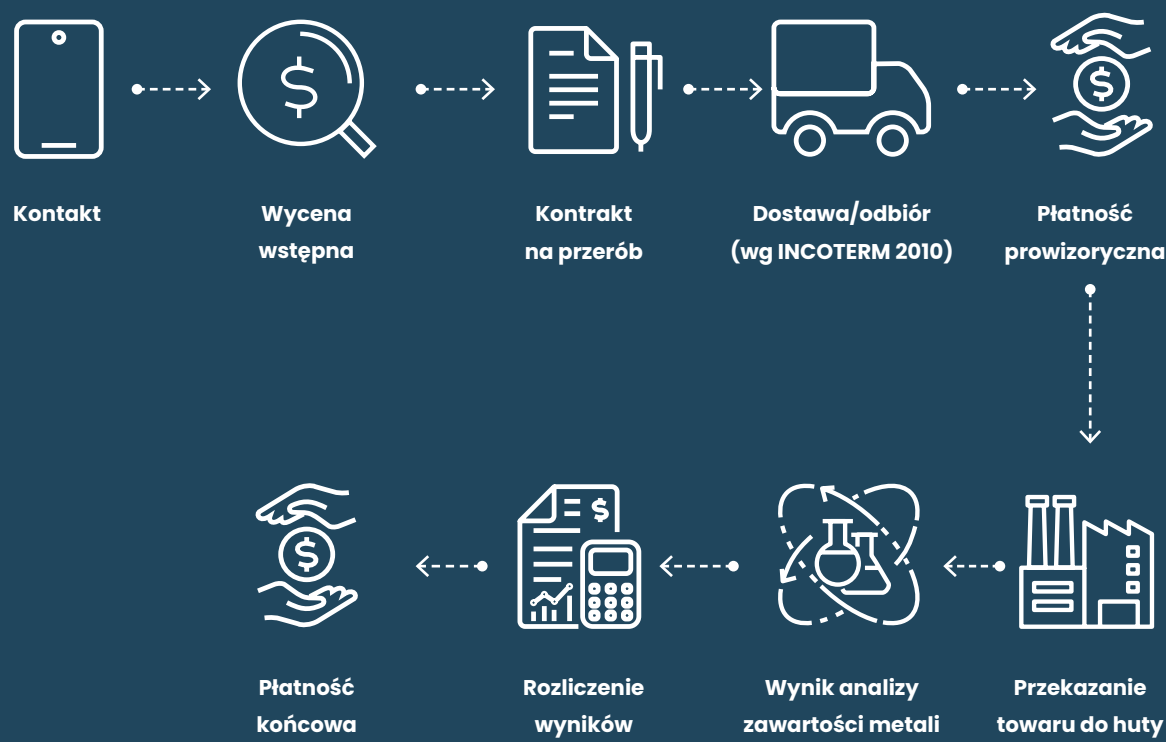 Kontakt
Wycena
wstępna
Kontrakt
na przerób
Dostawa/odbiór
(wg INCOTERM 2010)
Płatność
prowizoryczna
Przekazanie
towaru do huty
Wynik analizy
zawartości metali
Rozliczenie
wyników
Płatność
końcowa